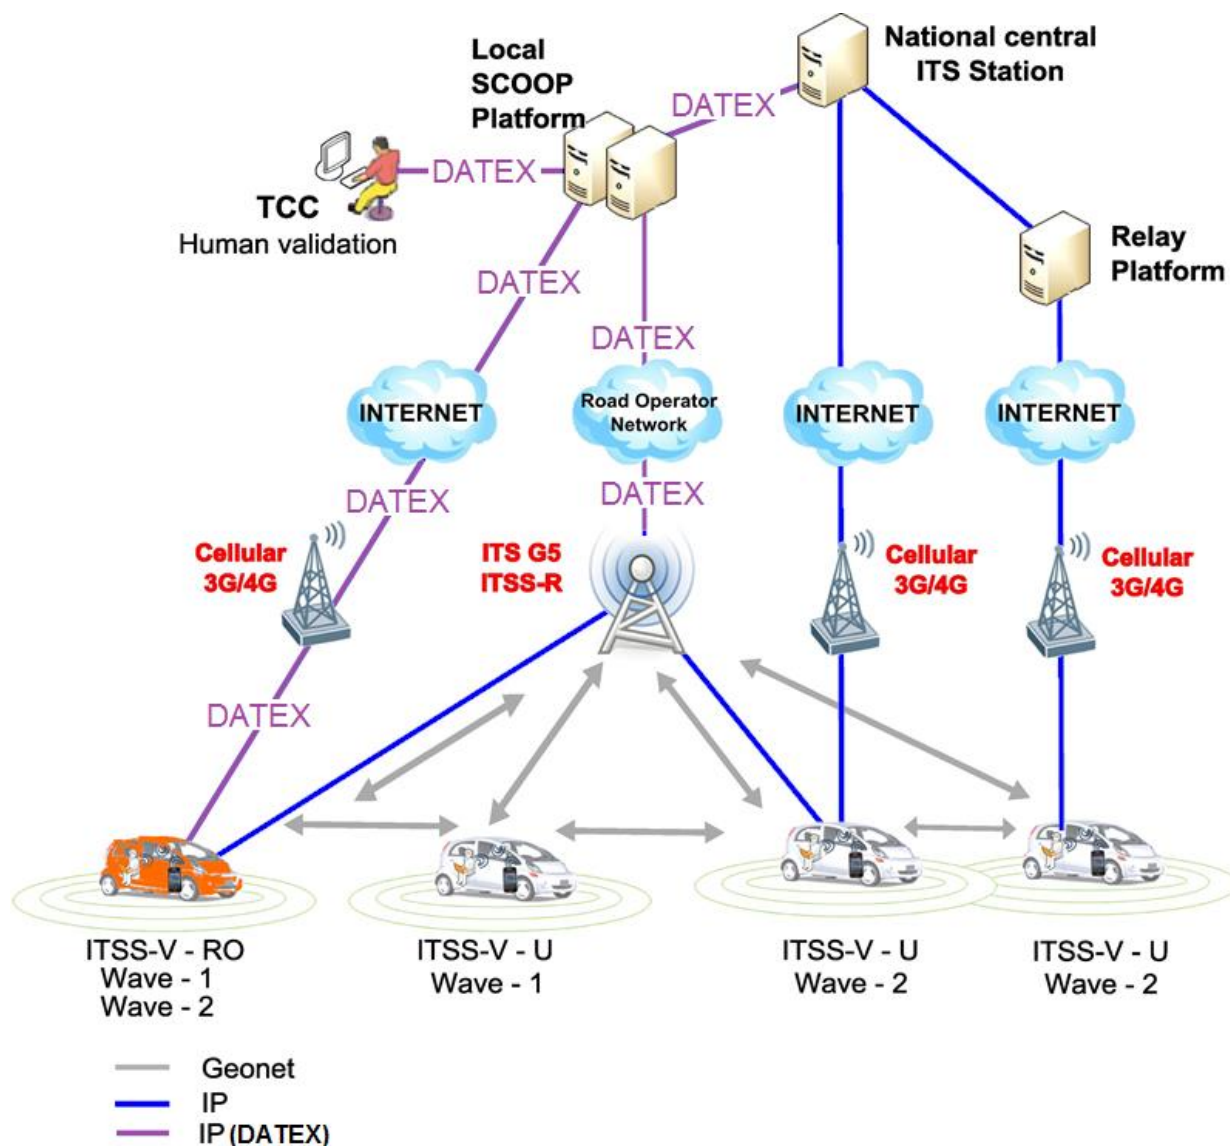 National central
ITS Station
Local
SCOOP
Platform
DATEX
DATEX
TCC
Human validation
Relay
Platform
DATEX
DATEX
INTERNET
Road Operator
Network
INTERNET
INTERNET
DATEX
DATEX
Cellular
3G/4G
ITS G5
ITSS-R
Cellular
3G/4G
Cellular
3G/4G
DATEX
ITSS-V - RO
Wave - 1
Wave - 2
ITSS-V - U
Wave - 1
ITSS-V - U
Wave - 2
ITSS-V - U
Wave - 2
Geonet
IP
IP (DATEX)